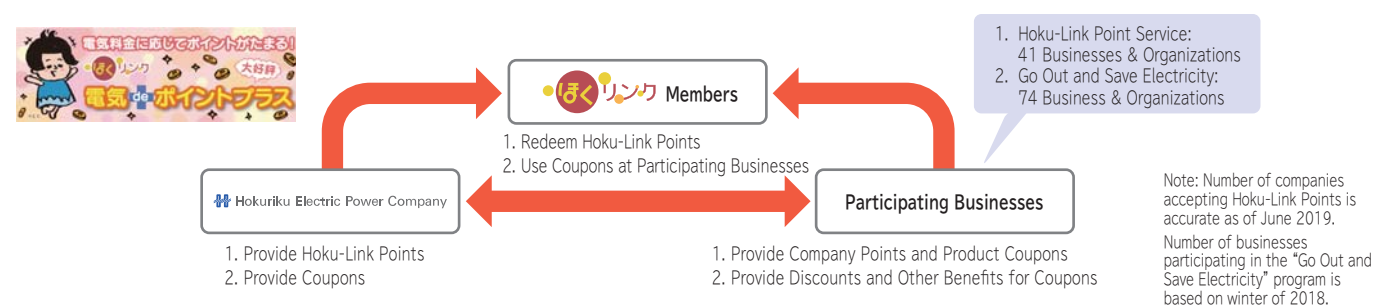 電気料金に応じてポイントがたまる!
ほくリンク
大好評
電気deポイントプラス
ほくリンク Members
1. Redeem Hoku-Link Points
2. Use Coupons at Participating Businesses
1. Hoku-Link Point Service:
41 Businesses & Organizations
2. Go Out and Save Electricity:
74 Business & Organizations
Hokuriku Electric Power Company
1. Provide Hoku-Link Points
2. Provide Coupons
Participating Businesses
1. Provide Company Points and Product Coupons
2. Provide Discounts and Other Benefits for Coupons
Note: Number of companies
accepting Hoku-Link Points is
accurate as of June 2019.
Number of businesses
participating in the “Go Out and
Save Electricity” program is
based on winter of 2018.